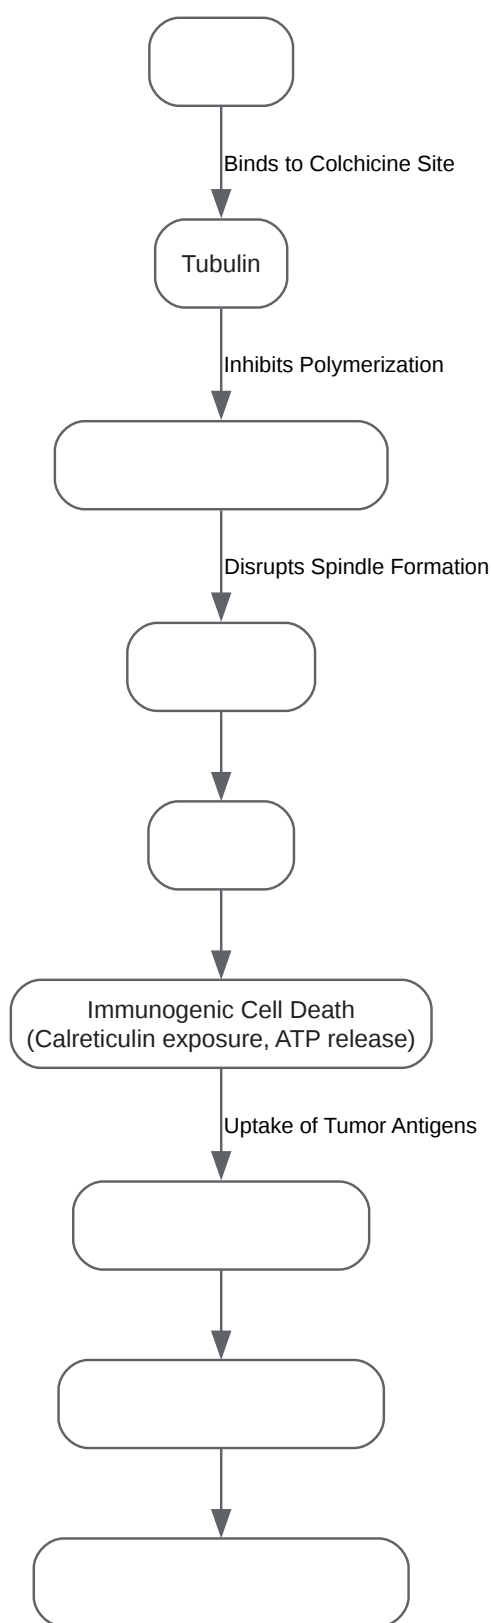 Binds to Colchicine Site
Tubulin
Inhibits Polymerization
Disrupts Spindle Formation
Immunogenic Cell Death
(Calreticulin exposure, ATP release)
Uptake of Tumor Antigens